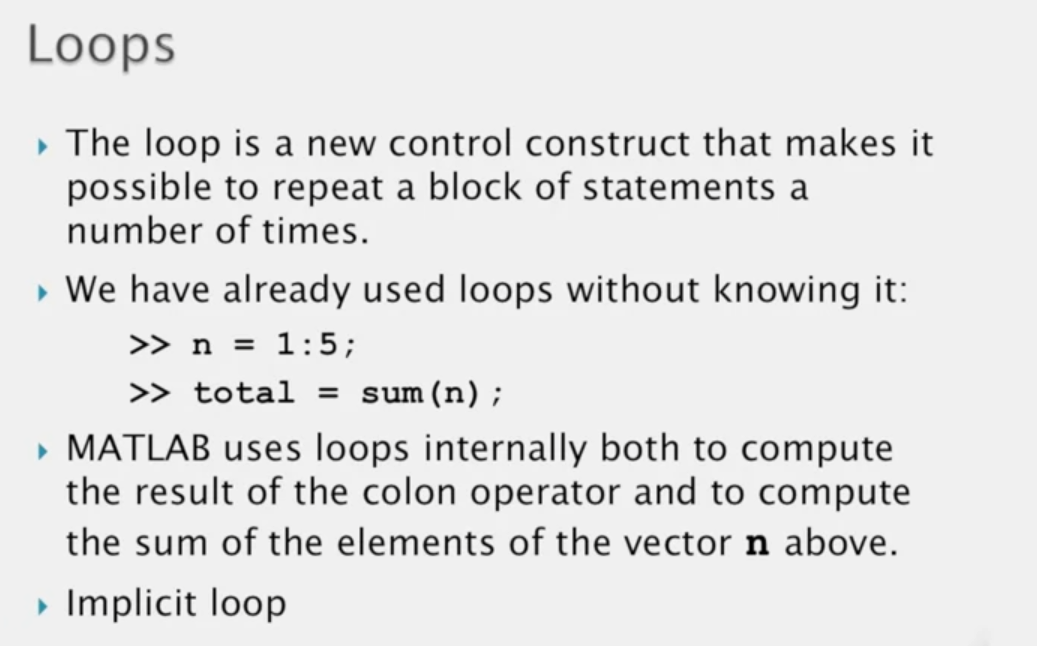 Loops
The loop is a new control construct that makes it
possible to repeat a block of statements a
number of times.
We have already used loops without knowing it:
>> n = 1:5;
>> total = sum(n);
MATLAB uses loops internally both to compute
the result of the colon operator and to compute
the sum of the elements of the vector n above.
Implicit loop